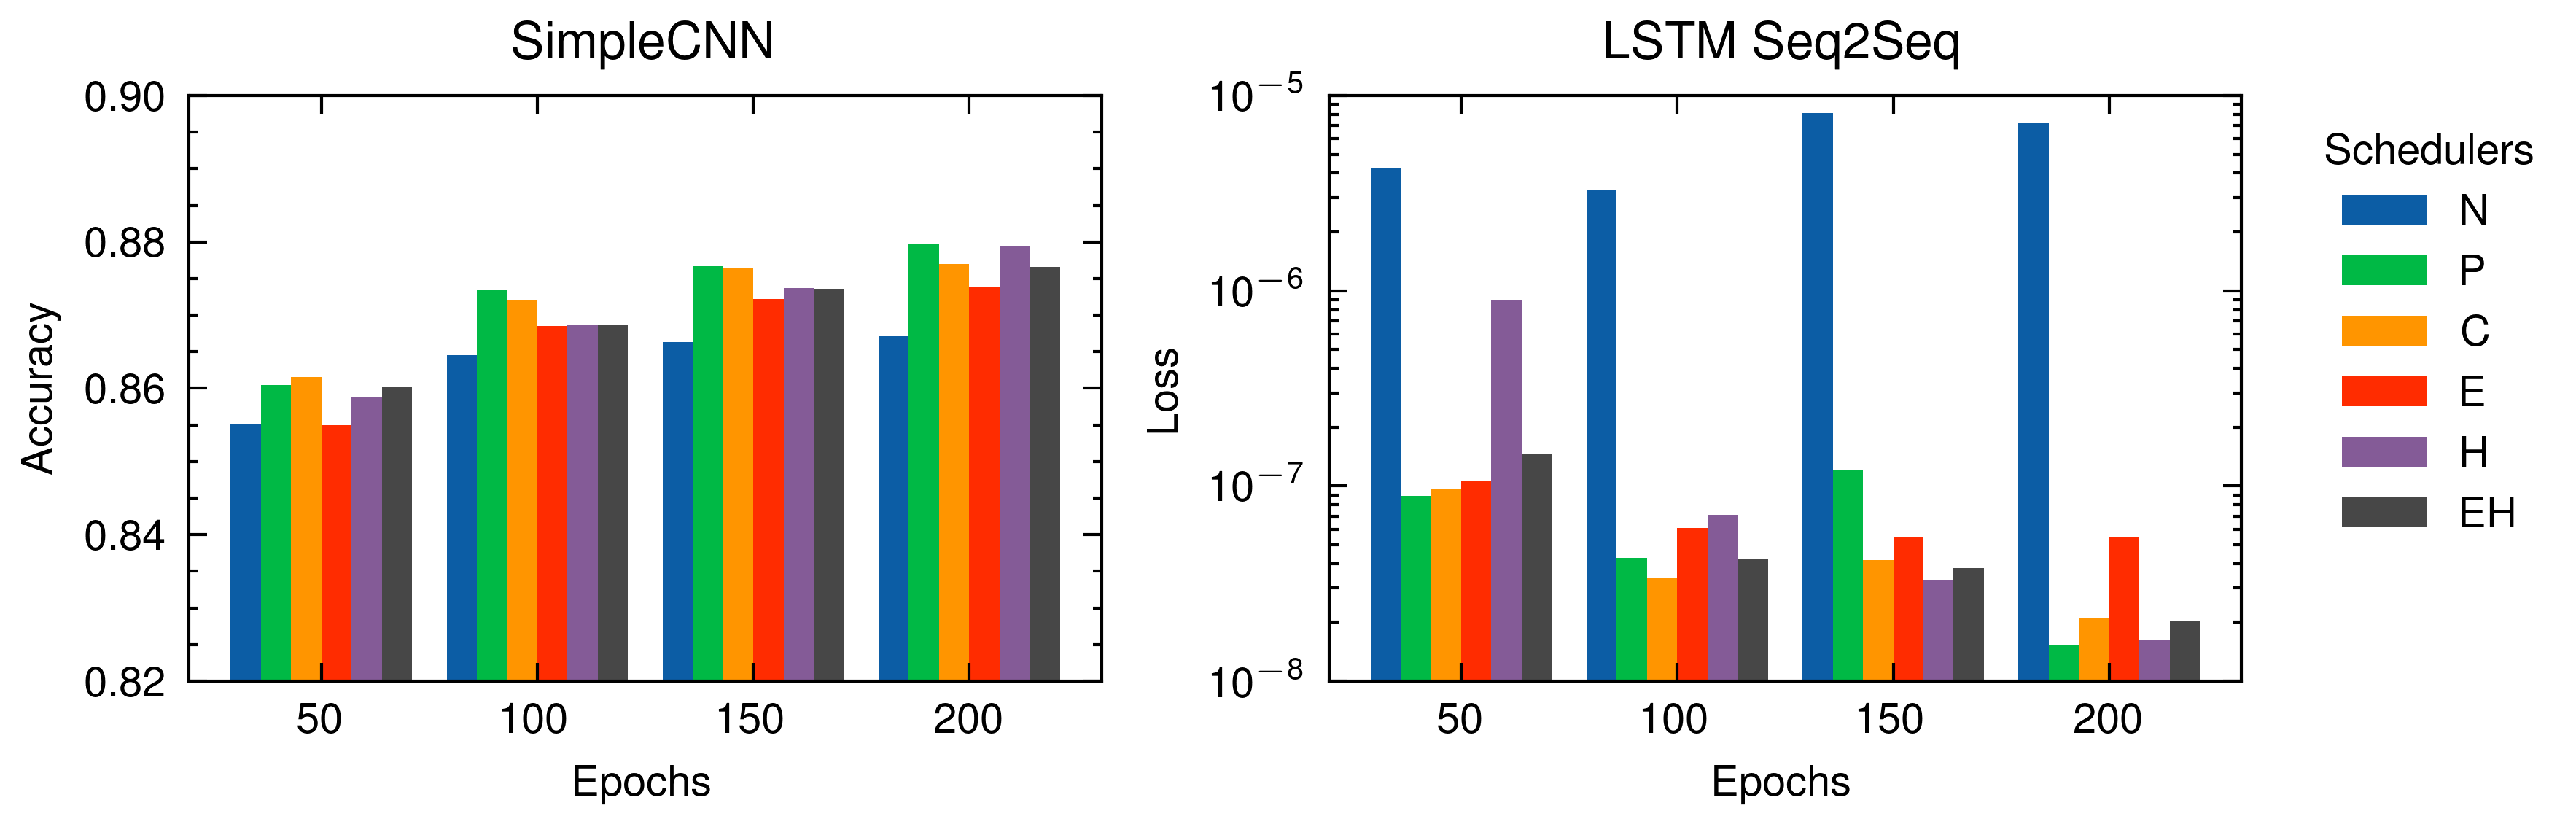 SimpleCNN
0.90
0.88
0.86
0.84
0.82
Accuracy
50 100 150 200
Epochs
LSTM Seq2Seq
10⁻⁵
10⁻⁶
10⁻⁷
10⁻⁸
Loss
50 100 150 200
Epochs
Schedulers
N
P
C
E
H
EH